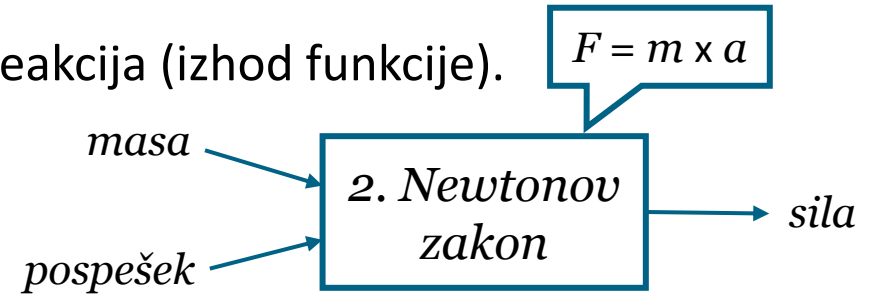 eakcija (izhod funkcije).
F = m x a
masa
2. Newtonov
zakon
sila
pospešek